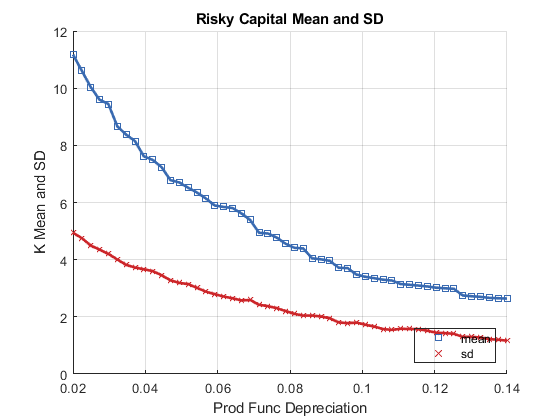 Risky Capital Mean and SD
12
10
8
6
4
2
0
K Mean and SD
mean
sd
0.02 0.04 0.06 0.08 0.1 0.12 0.14
Prod Func Depreciation